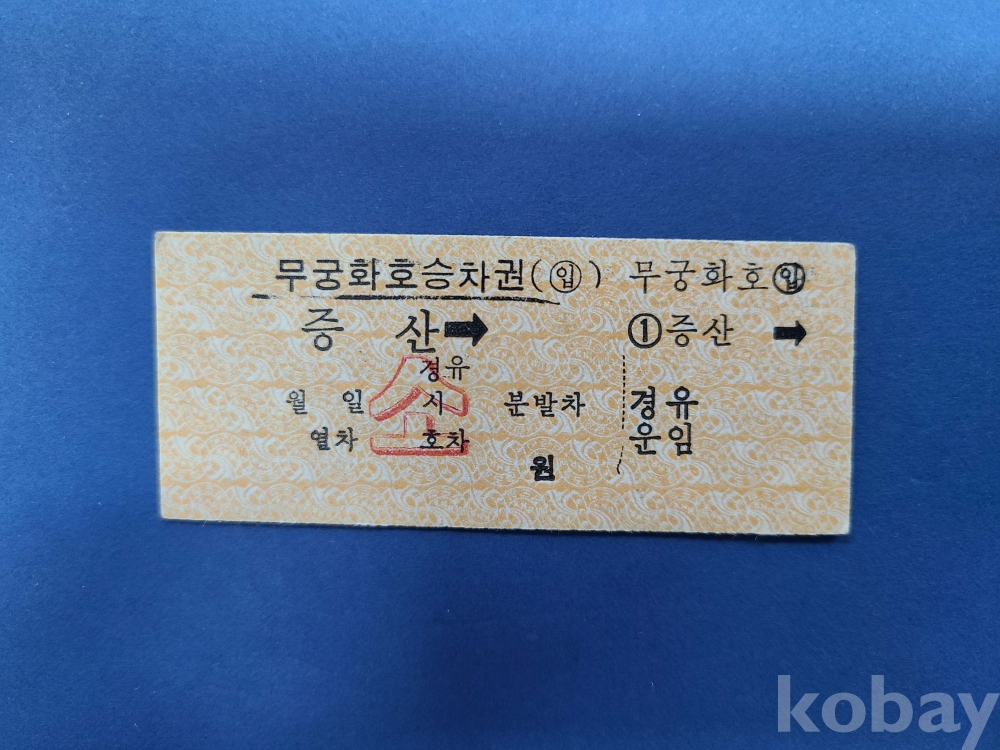 무궁화호승차권(입)
증 산 ➡
경유
월 일 시 분발차
열차 호차
원
소
무궁화호 입
① 증산 ➡
경유
운임
kobay